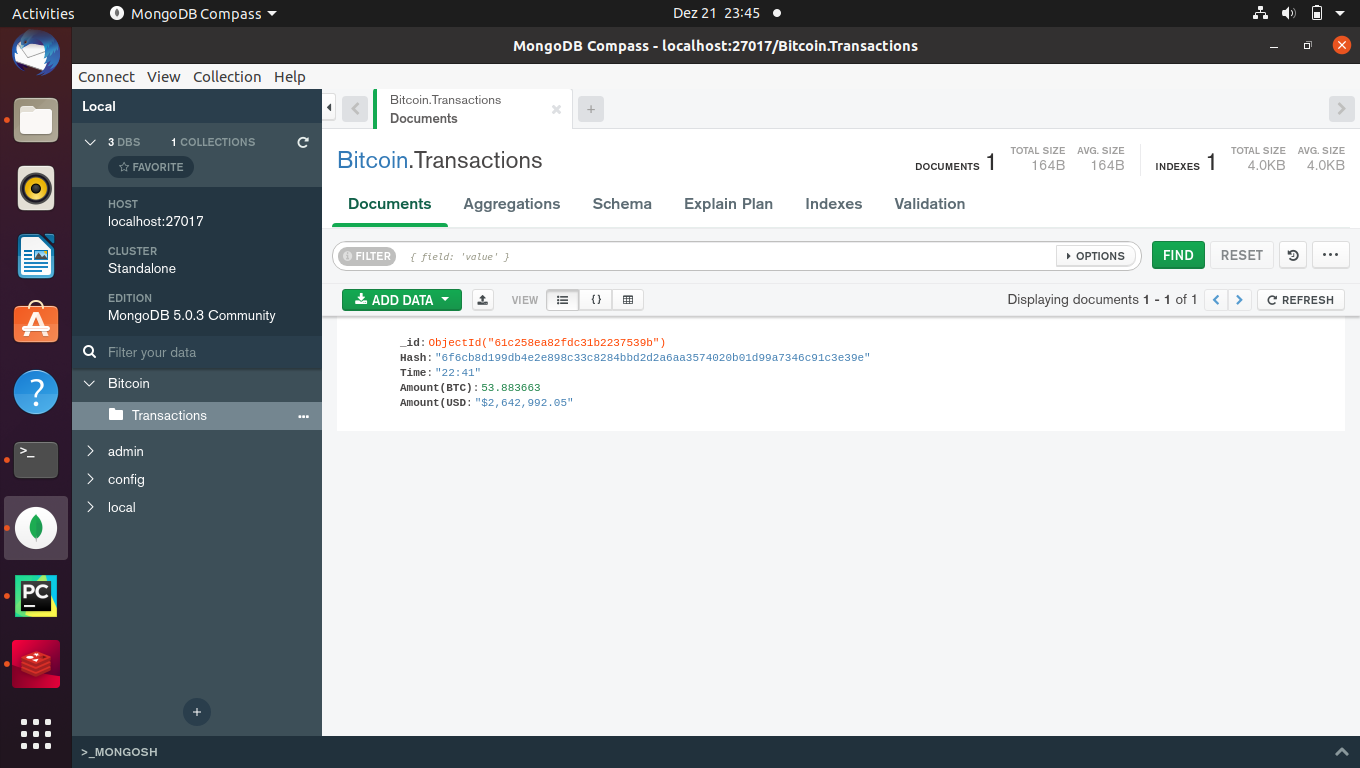 Activities MongoDB Compass Dez 21 23:45
MongoDB Compass - localhost:27017/Bitcoin.Transactions
Connect View Collection Help
Local
3 DBS 1 COLLECTIONS
FAVORITE
HOST
localhost:27017
CLUSTER
Standalone
EDITION
MongoDB 5.0.3 Community
Filter your data
Bitcoin
Transactions
admin
config
local
Bitcoin.Transactions
Documents
Bitcoin.Transactions
DOCUMENTS 1 TOTAL SIZE 164B AVG. SIZE 164B INDEXES 1 TOTAL SIZE 4.0KB AVG. SIZE 4.0KB
Documents Aggregations Schema Explain Plan Indexes Validation
FILTER { field: 'value' } OPTIONS FIND RESET
ADD DATA VIEW {} Displaying documents 1 - 1 of 1 REFRESH
_id: ObjectId("61c258ea82fdc31b2237539b")
Hash: "6f6cb8d199db4e2e898c33c8284bbd2d2a6aa3574020b01d99a7346c91c3e39e"
Time: "22:41"
Amount(BTC): 53.883663
Amount(USD: "$2,642,992.05"
>_MONGOSH
>_
PC